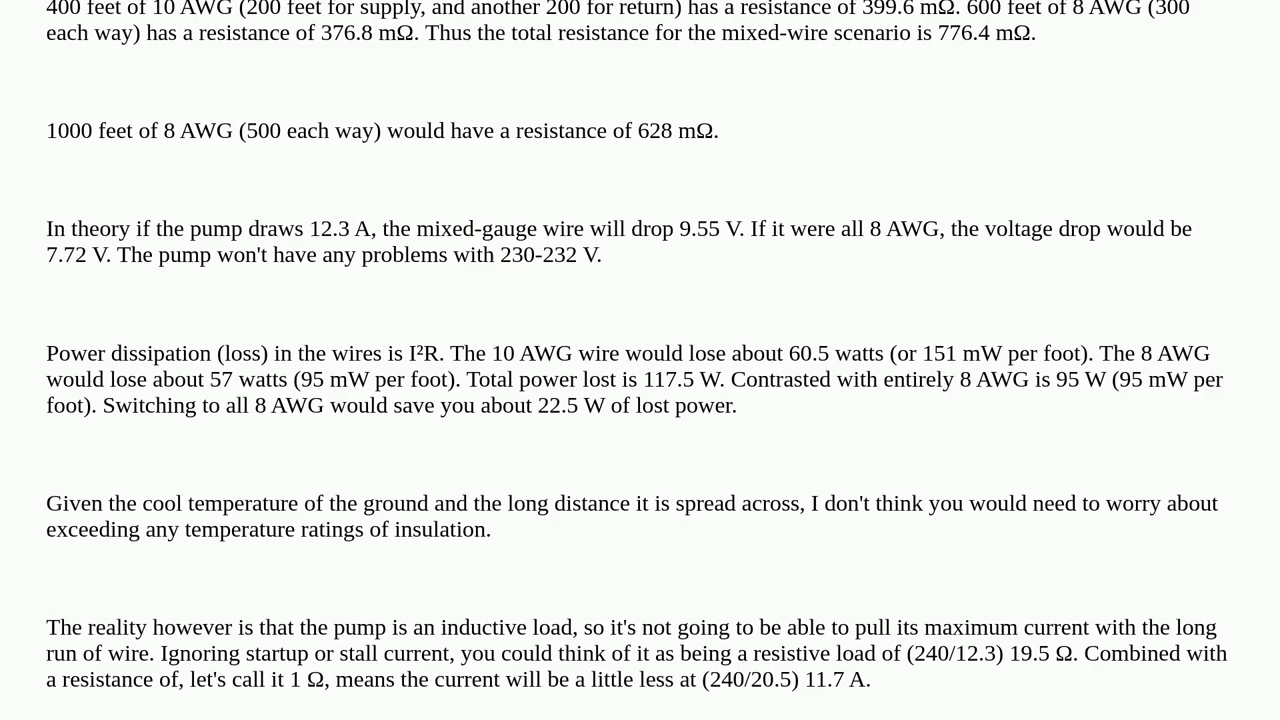 400 feet of 10 AWG (200 feet for supply, and another 200 for return) has a resistance of 399.6 mΩ. 600 feet of 8 AWG (300
each way) has a resistance of 376.8 mΩ. Thus the total resistance for the mixed-wire scenario is 776.4 mΩ.
1000 feet of 8 AWG (500 each way) would have a resistance of 628 mΩ.
In theory if the pump draws 12.3 A, the mixed-gauge wire will drop 9.55 V. If it were all 8 AWG, the voltage drop would be
7.72 V. The pump won't have any problems with 230-232 V.
Power dissipation (loss) in the wires is I²R. The 10 AWG wire would lose about 60.5 watts (or 151 mW per foot). The 8 AWG
would lose about 57 watts (95 mW per foot). Total power lost is 117.5 W. Contrasted with entirely 8 AWG is 95 W (95 mW per
foot). Switching to all 8 AWG would save you about 22.5 W of lost power.
Given the cool temperature of the ground and the long distance it is spread across, I don't think you would need to worry about
exceeding any temperature ratings of insulation.
The reality however is that the pump is an inductive load, so it's not going to be able to pull its maximum current with the long
run of wire. Ignoring startup or stall current, you could think of it as being a resistive load of (240/12.3) 19.5 Ω. Combined with
a resistance of, let's call it 1 Ω, means the current will be a little less at (240/20.5) 11.7 A.